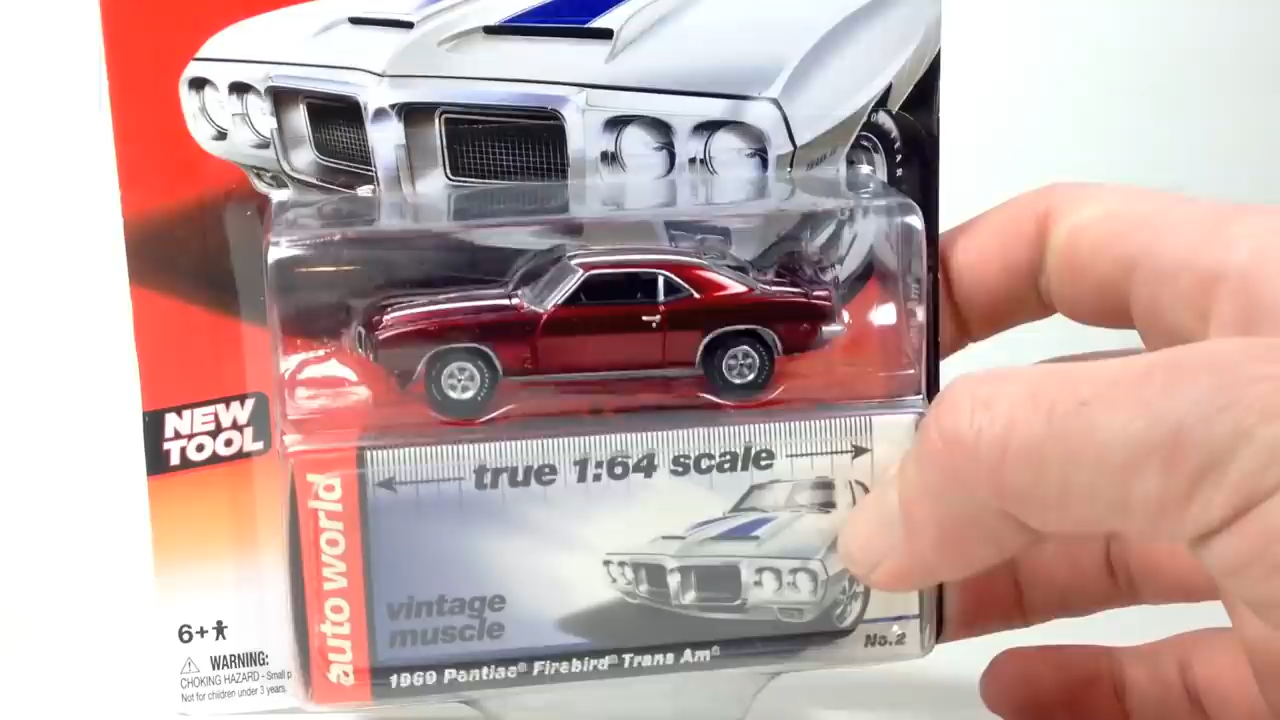 NEW
TOOL
true 1:64 scale
auto world
vintage
muscle
No.2
1969 Pontiac® Firebird® Trans Am®
6+
WARNING:
CHOKING HAZARD - Small p
Not for children under 3 years.